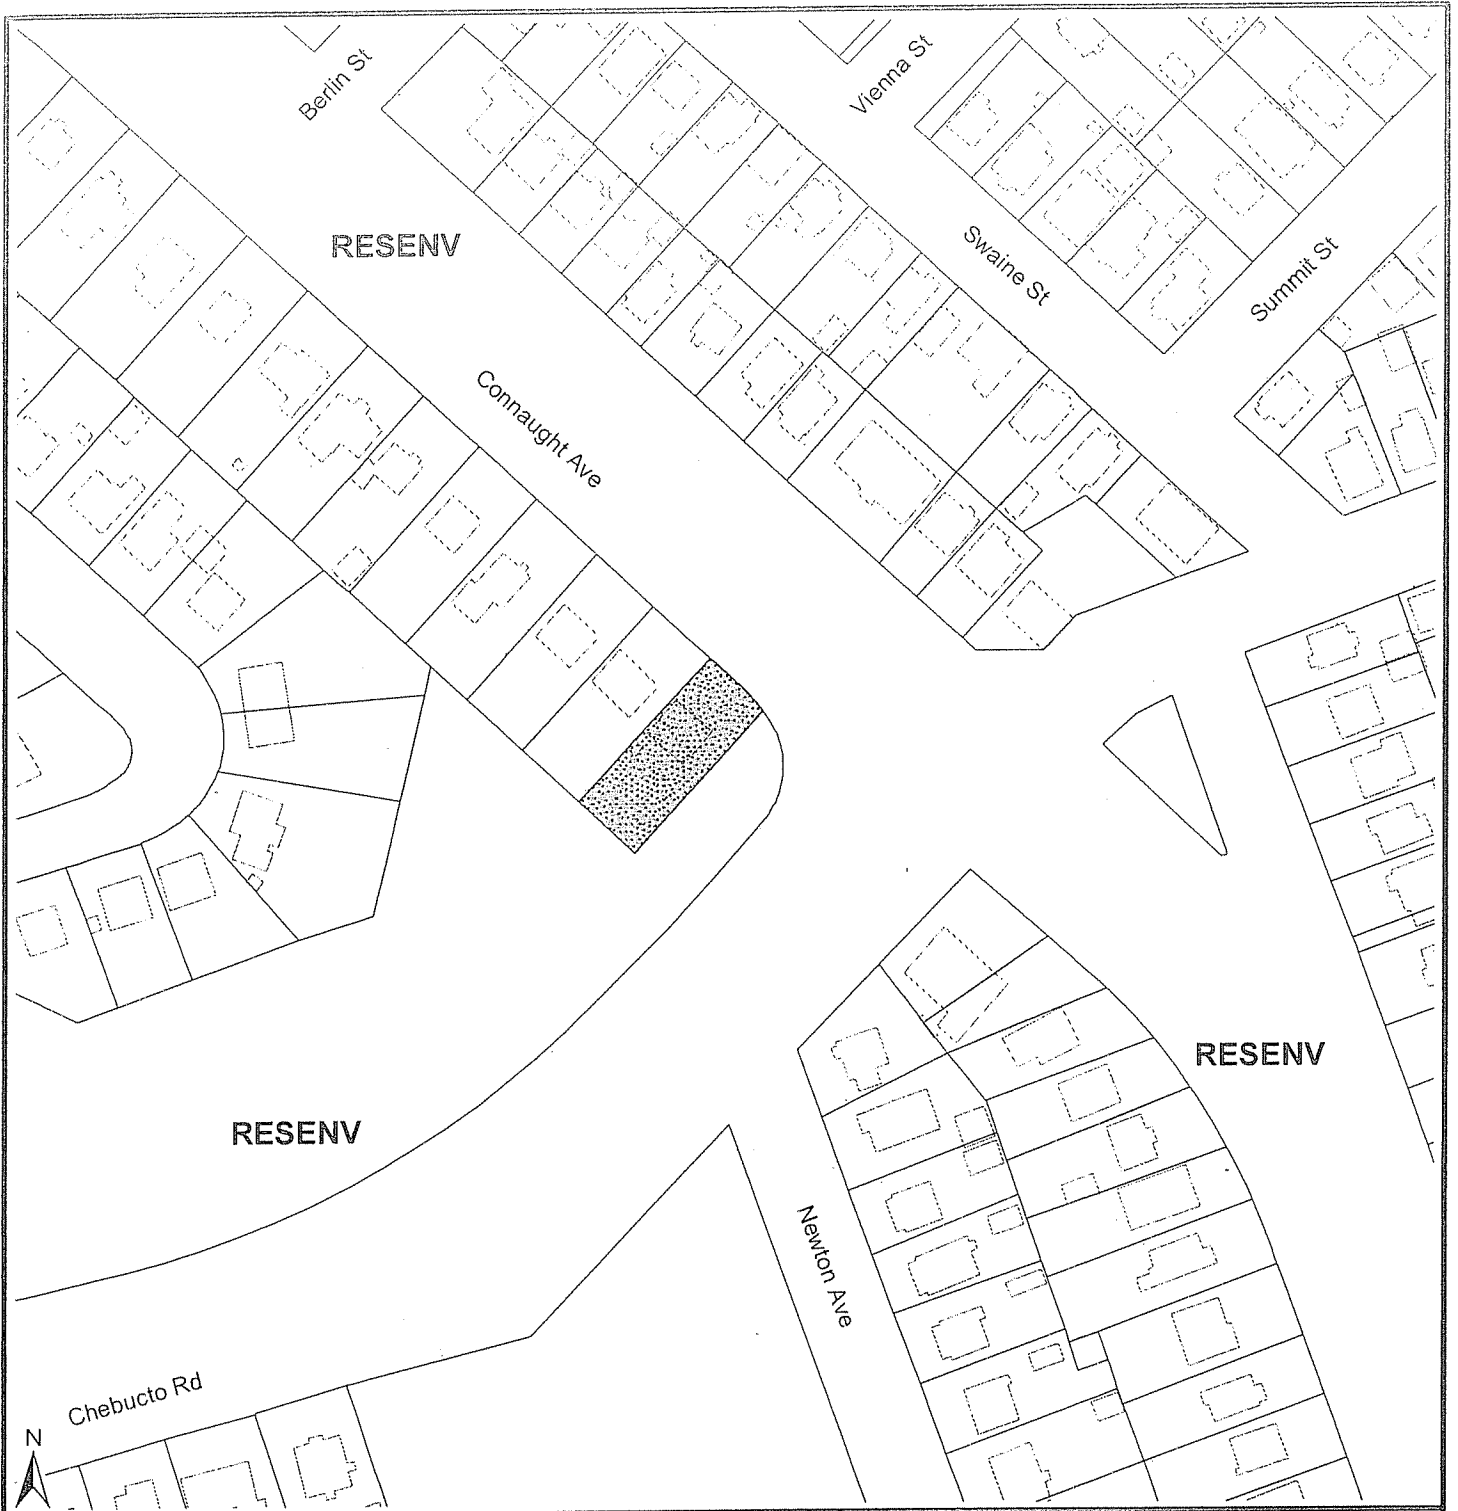 Berlin St
Vienna St
RESENV
Swaine St
Summit St
Connaught Ave
RESENV
RESENV
Newton Ave
Chebucto Rd
N